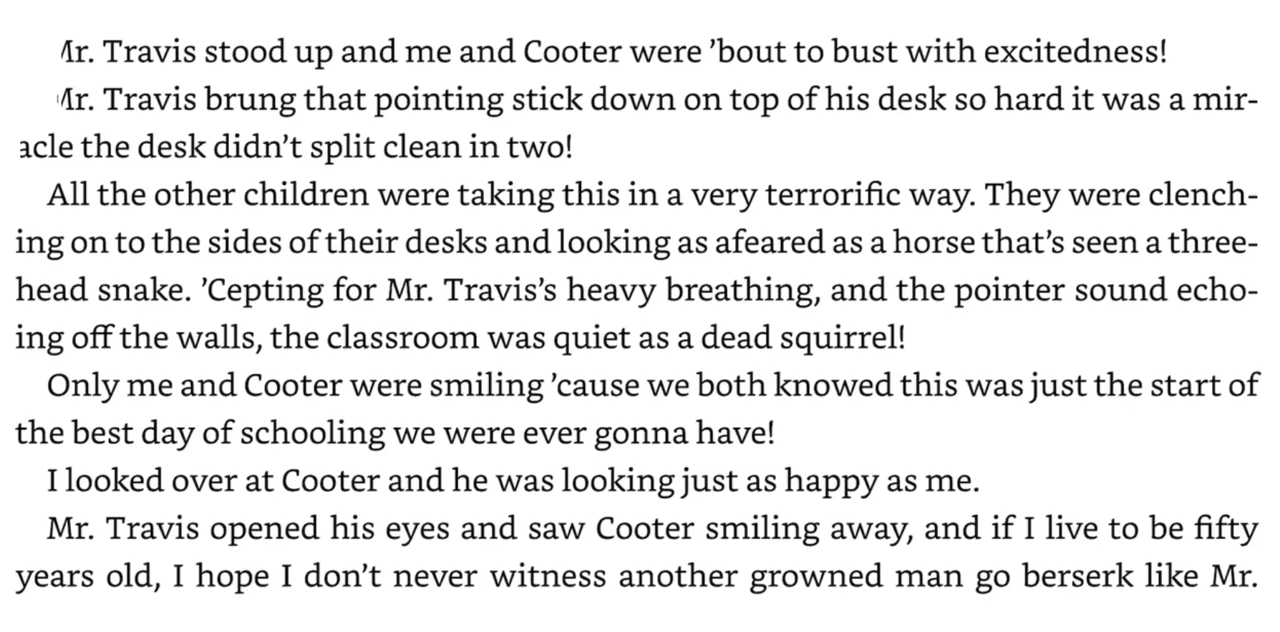 Mr. Travis stood up and me and Cooter were ’bout to bust with excitedness!
Mr. Travis brung that pointing stick down on top of his desk so hard it was a mir-
acle the desk didn’t split clean in two!
All the other children were taking this in a very terrorific way. They were clench-
ing on to the sides of their desks and looking as afeared as a horse that’s seen a three-
head snake. ’Cepting for Mr. Travis’s heavy breathing, and the pointer sound echo-
ing off the walls, the classroom was quiet as a dead squirrel!
Only me and Cooter were smiling ’cause we both knowed this was just the start of
the best day of schooling we were ever gonna have!
I looked over at Cooter and he was looking just as happy as me.
Mr. Travis opened his eyes and saw Cooter smiling away, and if I live to be fifty
years old, I hope I don’t never witness another growned man go berserk like Mr.